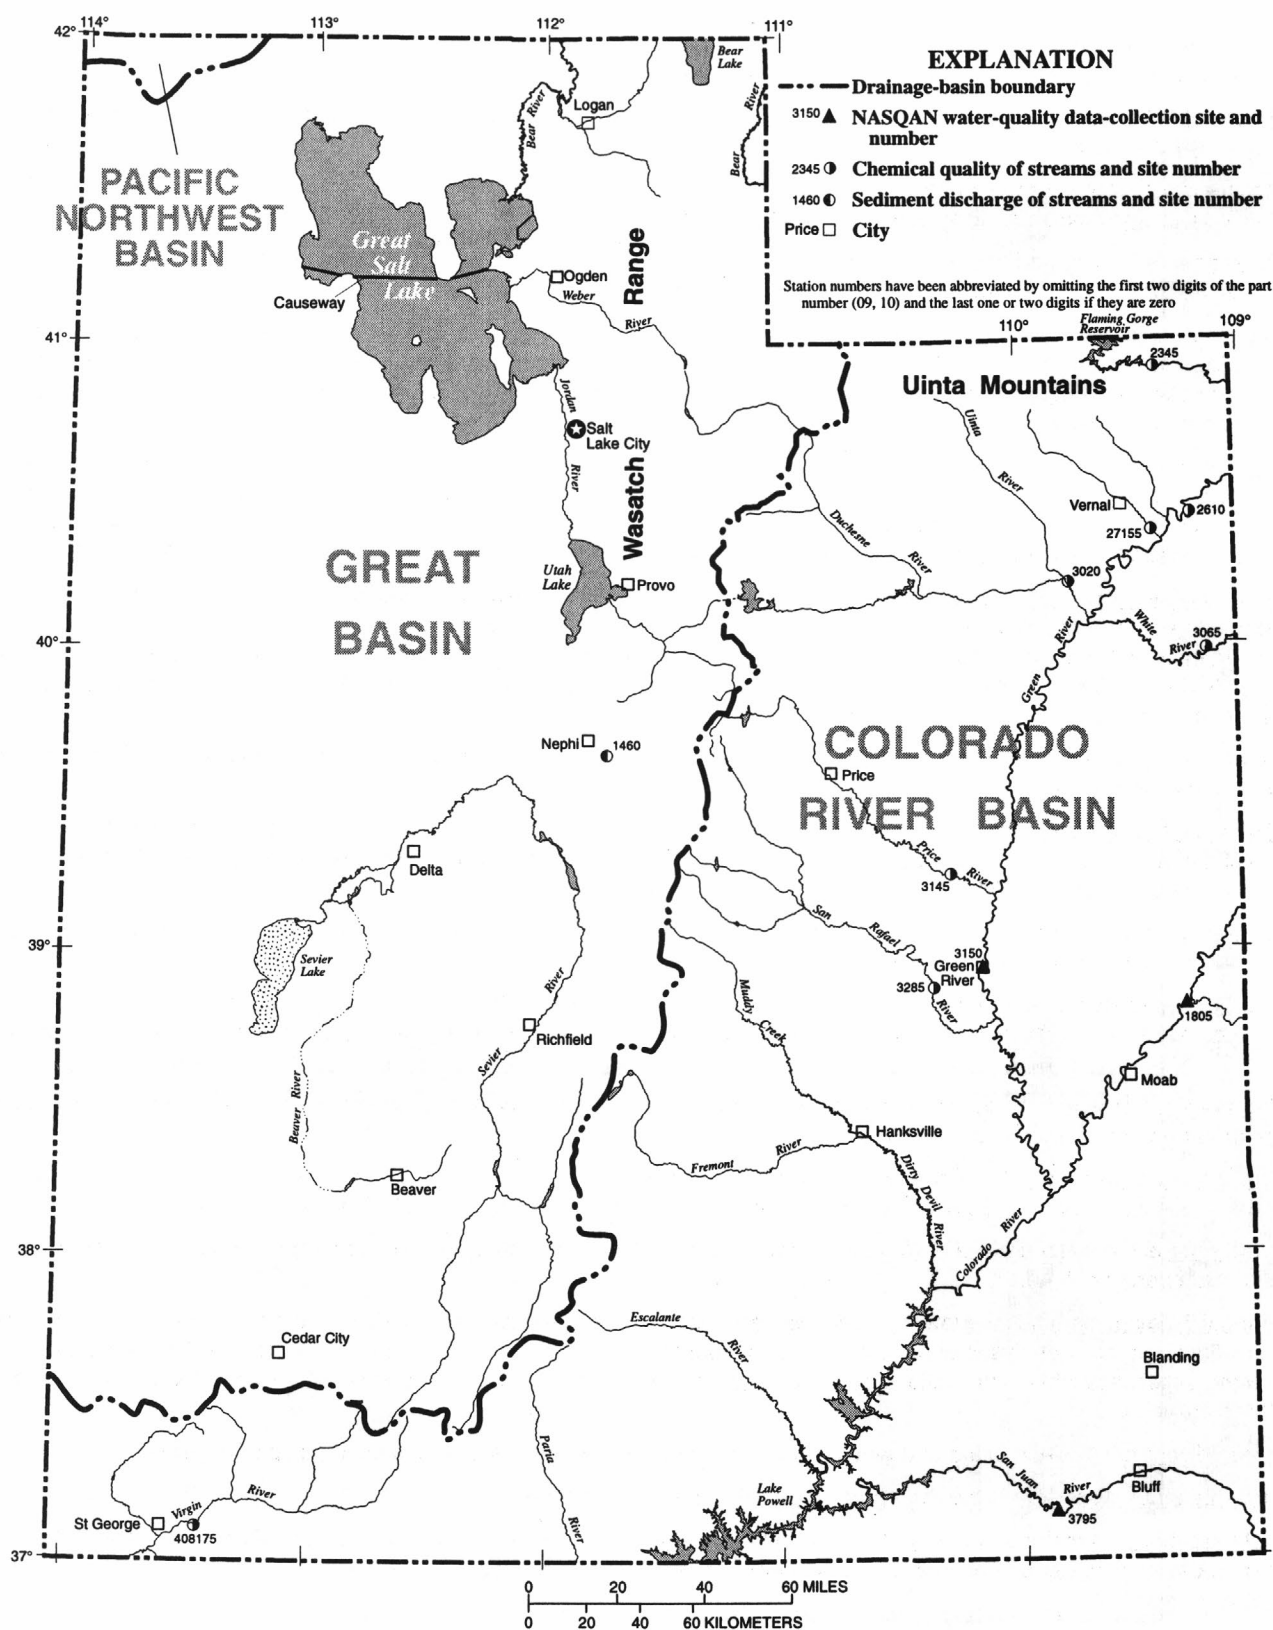 114°
113°
112°
111°
42°
EXPLANATION
Drainage-basin boundary
3150 NASQAN water-quality data-collection site and
number
2345 Chemical quality of streams and site number
1460 Sediment discharge of streams and site number
Price City
Station numbers have been abbreviated by omitting the first two digits of the part
number (09, 10) and the last one or two digits if they are zero
Bear
Lake
Bear River
Logan
Bear River
PACIFIC
NORTHWEST
BASIN
Great
Salt
Lake
Causeway
Ogden
Weber
River
Wasatch Range
41°
110°
109°
Flaming Gorge
Reservoir
2345
Uinta Mountains
Uinta
River
Jordan
River
Salt
Lake City
Vernal
2610
27155
Duchesne
River
3020
GREAT
BASIN
Utah
Lake
Provo
40°
White
River
3065
Green River
Nephi
1460
COLORADO
RIVER BASIN
Price
Price
River
3145
Delta
San
Rafael
River
3150
Green
River
3285
39°
Sevier
Lake
Sevier River
Richfield
Muddy
Creek
1805
Moab
Beaver River
Beaver
Hanksville
Fremont
River
Dirty Devil River
Colorado River
38°
Escalante
River
Cedar City
Blanding
Paria
River
Lake
Powell
San Juan
River
Bluff
3795
St George
Virgin
River
408175
37°
0 20 40 60 MILES
0 20 40 60 KILOMETERS